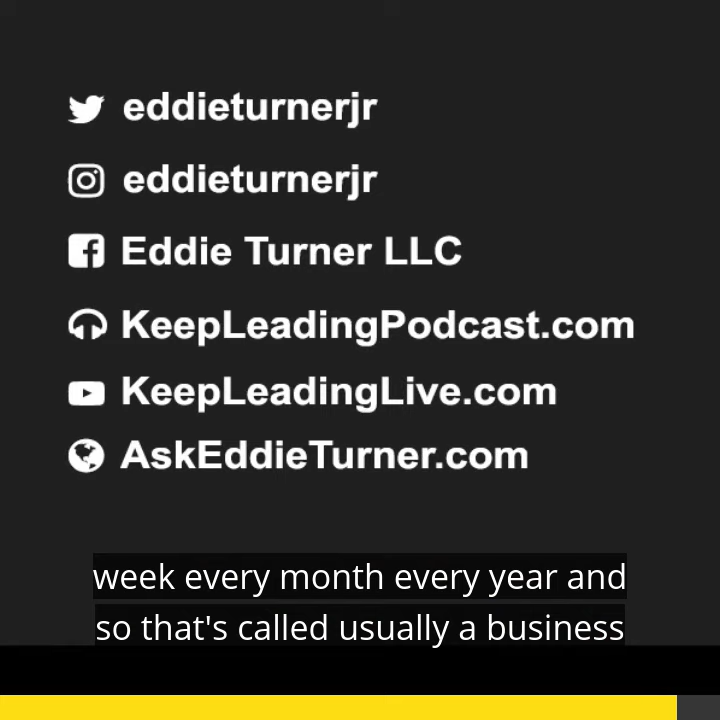 eddieturnerjr
eddieturnerjr
Eddie Turner LLC
KeepLeadingPodcast.com
KeepLeadingLive.com
AskEddieTurner.com
week every month every year and
so that's called usually a business